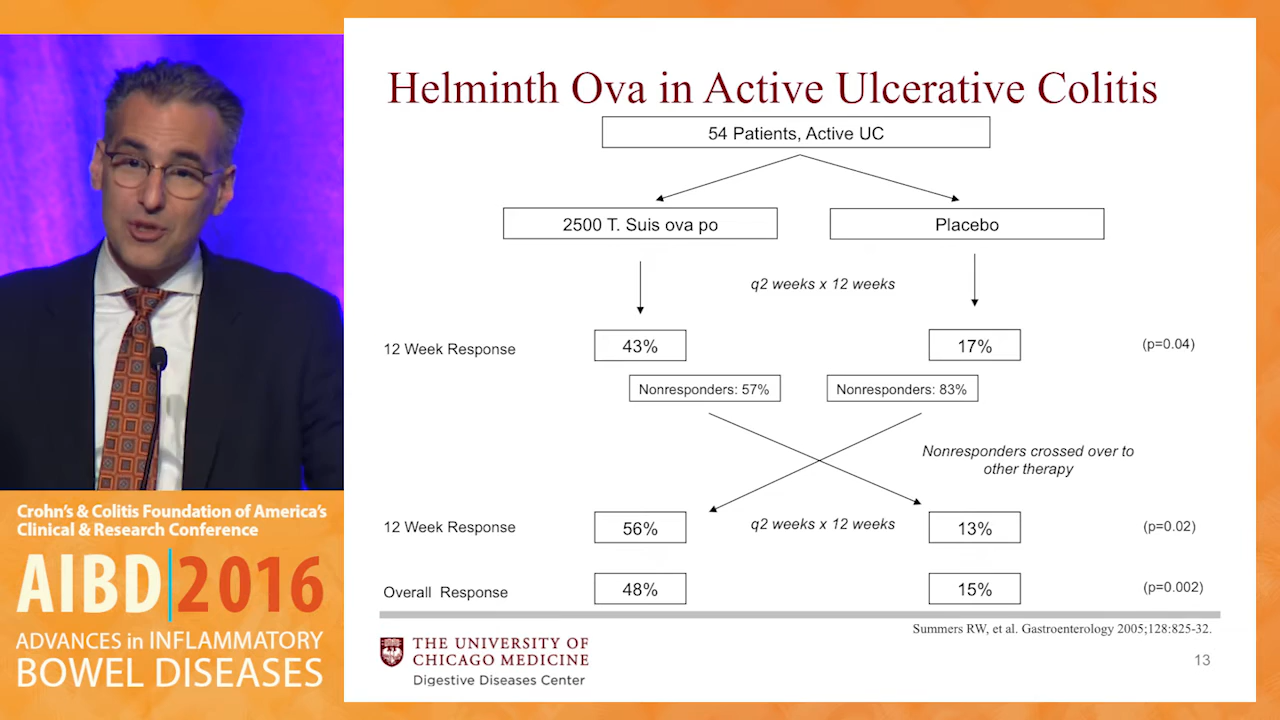 Helminth Ova in Active Ulcerative Colitis
54 Patients, Active UC
2500 T. Suis ova po
Placebo
q2 weeks x 12 weeks
12 Week Response
43%
17%
(p=0.04)
Nonresponders: 57%
Nonresponders: 83%
Nonresponders crossed over to
other therapy
12 Week Response
56%
q2 weeks x 12 weeks
13%
(p=0.02)
Overall Response
48%
15%
(p=0.002)
Summers RW, et al. Gastroenterology 2005;128:825-32.
THE UNIVERSITY OF
CHICAGO MEDICINE
Digestive Diseases Center
13
Crohn's & Colitis Foundation of America's
Clinical & Research Conference
AIBD|2016
ADVANCES in INFLAMMATORY
BOWEL DISEASES